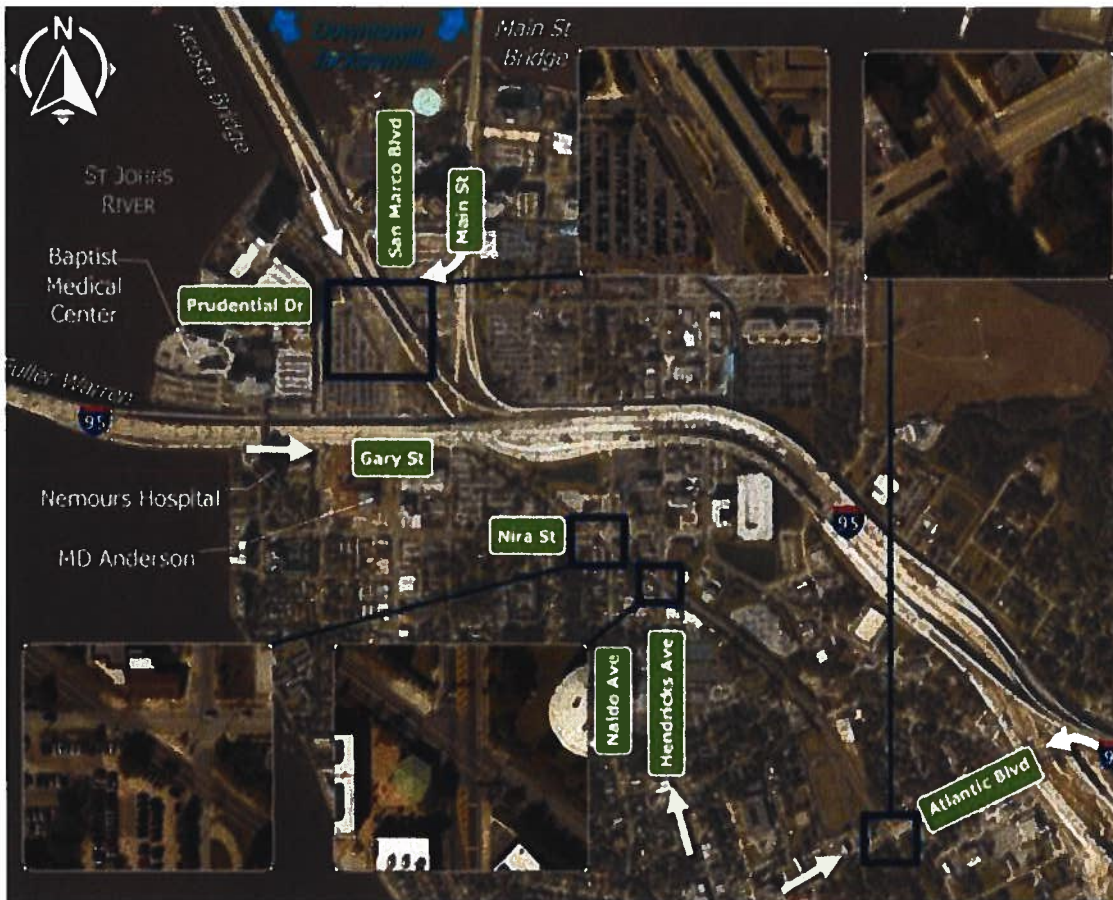 N
Acosta Bridge
Downtown
Jacksonville
Main St
Bridge
San Marco Blvd
Main St
ST JOHNS
RIVER
Baptist
Medical
Center
Prudential Dr
Fuller Warren
95
Gary St
Nemours Hospital
MD Anderson
Nira St
95
Naldo Ave
Hendricks Ave
Atlantic Blvd